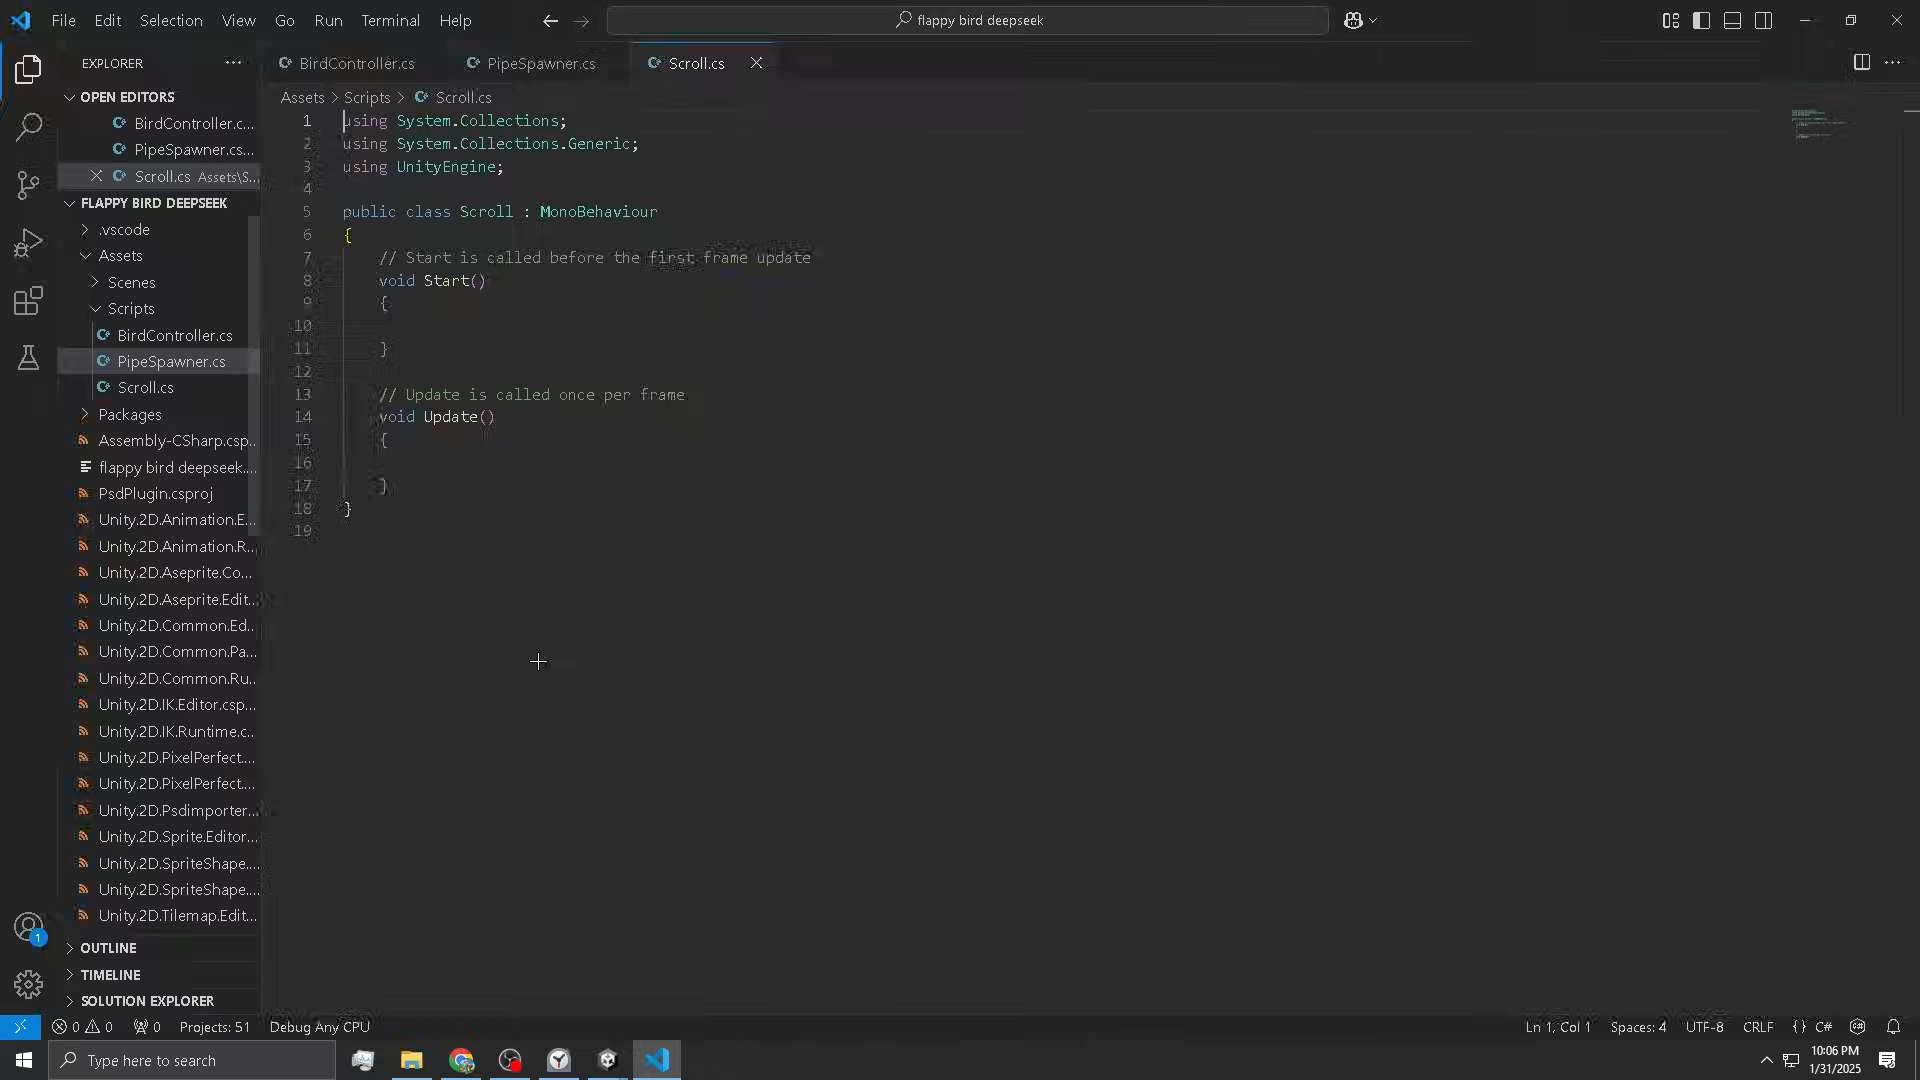 File Edit Selection View Go Run Terminal Help
flappy bird deepseek
EXPLORER
OPEN EDITORS
BirdController.c...
PipeSpawner.cs...
Scroll.cs Assets\S...
FLAPPY BIRD DEEPSEEK
.vscode
Assets
Scenes
Scripts
BirdController.cs
PipeSpawner.cs
Scroll.cs
Packages
Assembly-CSharp.csp...
flappy bird deepseek....
PsdPlugin.csproj
Unity.2D.Animation.E...
Unity.2D.Animation.R...
Unity.2D.Aseprite.Co...
Unity.2D.Aseprite.Edit...
Unity.2D.Common.Ed...
Unity.2D.Common.Pa...
Unity.2D.Common.Ru...
Unity.2D.IK.Editor.csp...
Unity.2D.IK.Runtime.c...
Unity.2D.PixelPerfect....
Unity.2D.PixelPerfect....
Unity.2D.Psdimporter...
Unity.2D.Sprite.Editor...
Unity.2D.SpriteShape....
Unity.2D.SpriteShape....
Unity.2D.Tilemap.Edit...
OUTLINE
TIMELINE
SOLUTION EXPLORER
BirdController.cs PipeSpawner.cs Scroll.cs
Assets > Scripts > Scroll.cs
1 using System.Collections;
2 using System.Collections.Generic;
3 using UnityEngine;
4
5 public class Scroll : MonoBehaviour
6 {
7 // Start is called before the first frame update
8 void Start()
9 {
10
11 }
12
13 // Update is called once per frame
14 void Update()
15 {
16
17 }
18 }
19
1
0 0 0 Projects: 51 Debug Any CPU Ln 1, Col 1 Spaces: 4 UTF-8 CRLF {} C#
Type here to search
10:06 PM
1/31/2025